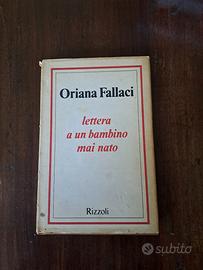 Oriana Fallaci
lettera
a un bambino
mai nato
Rizzoli
subito